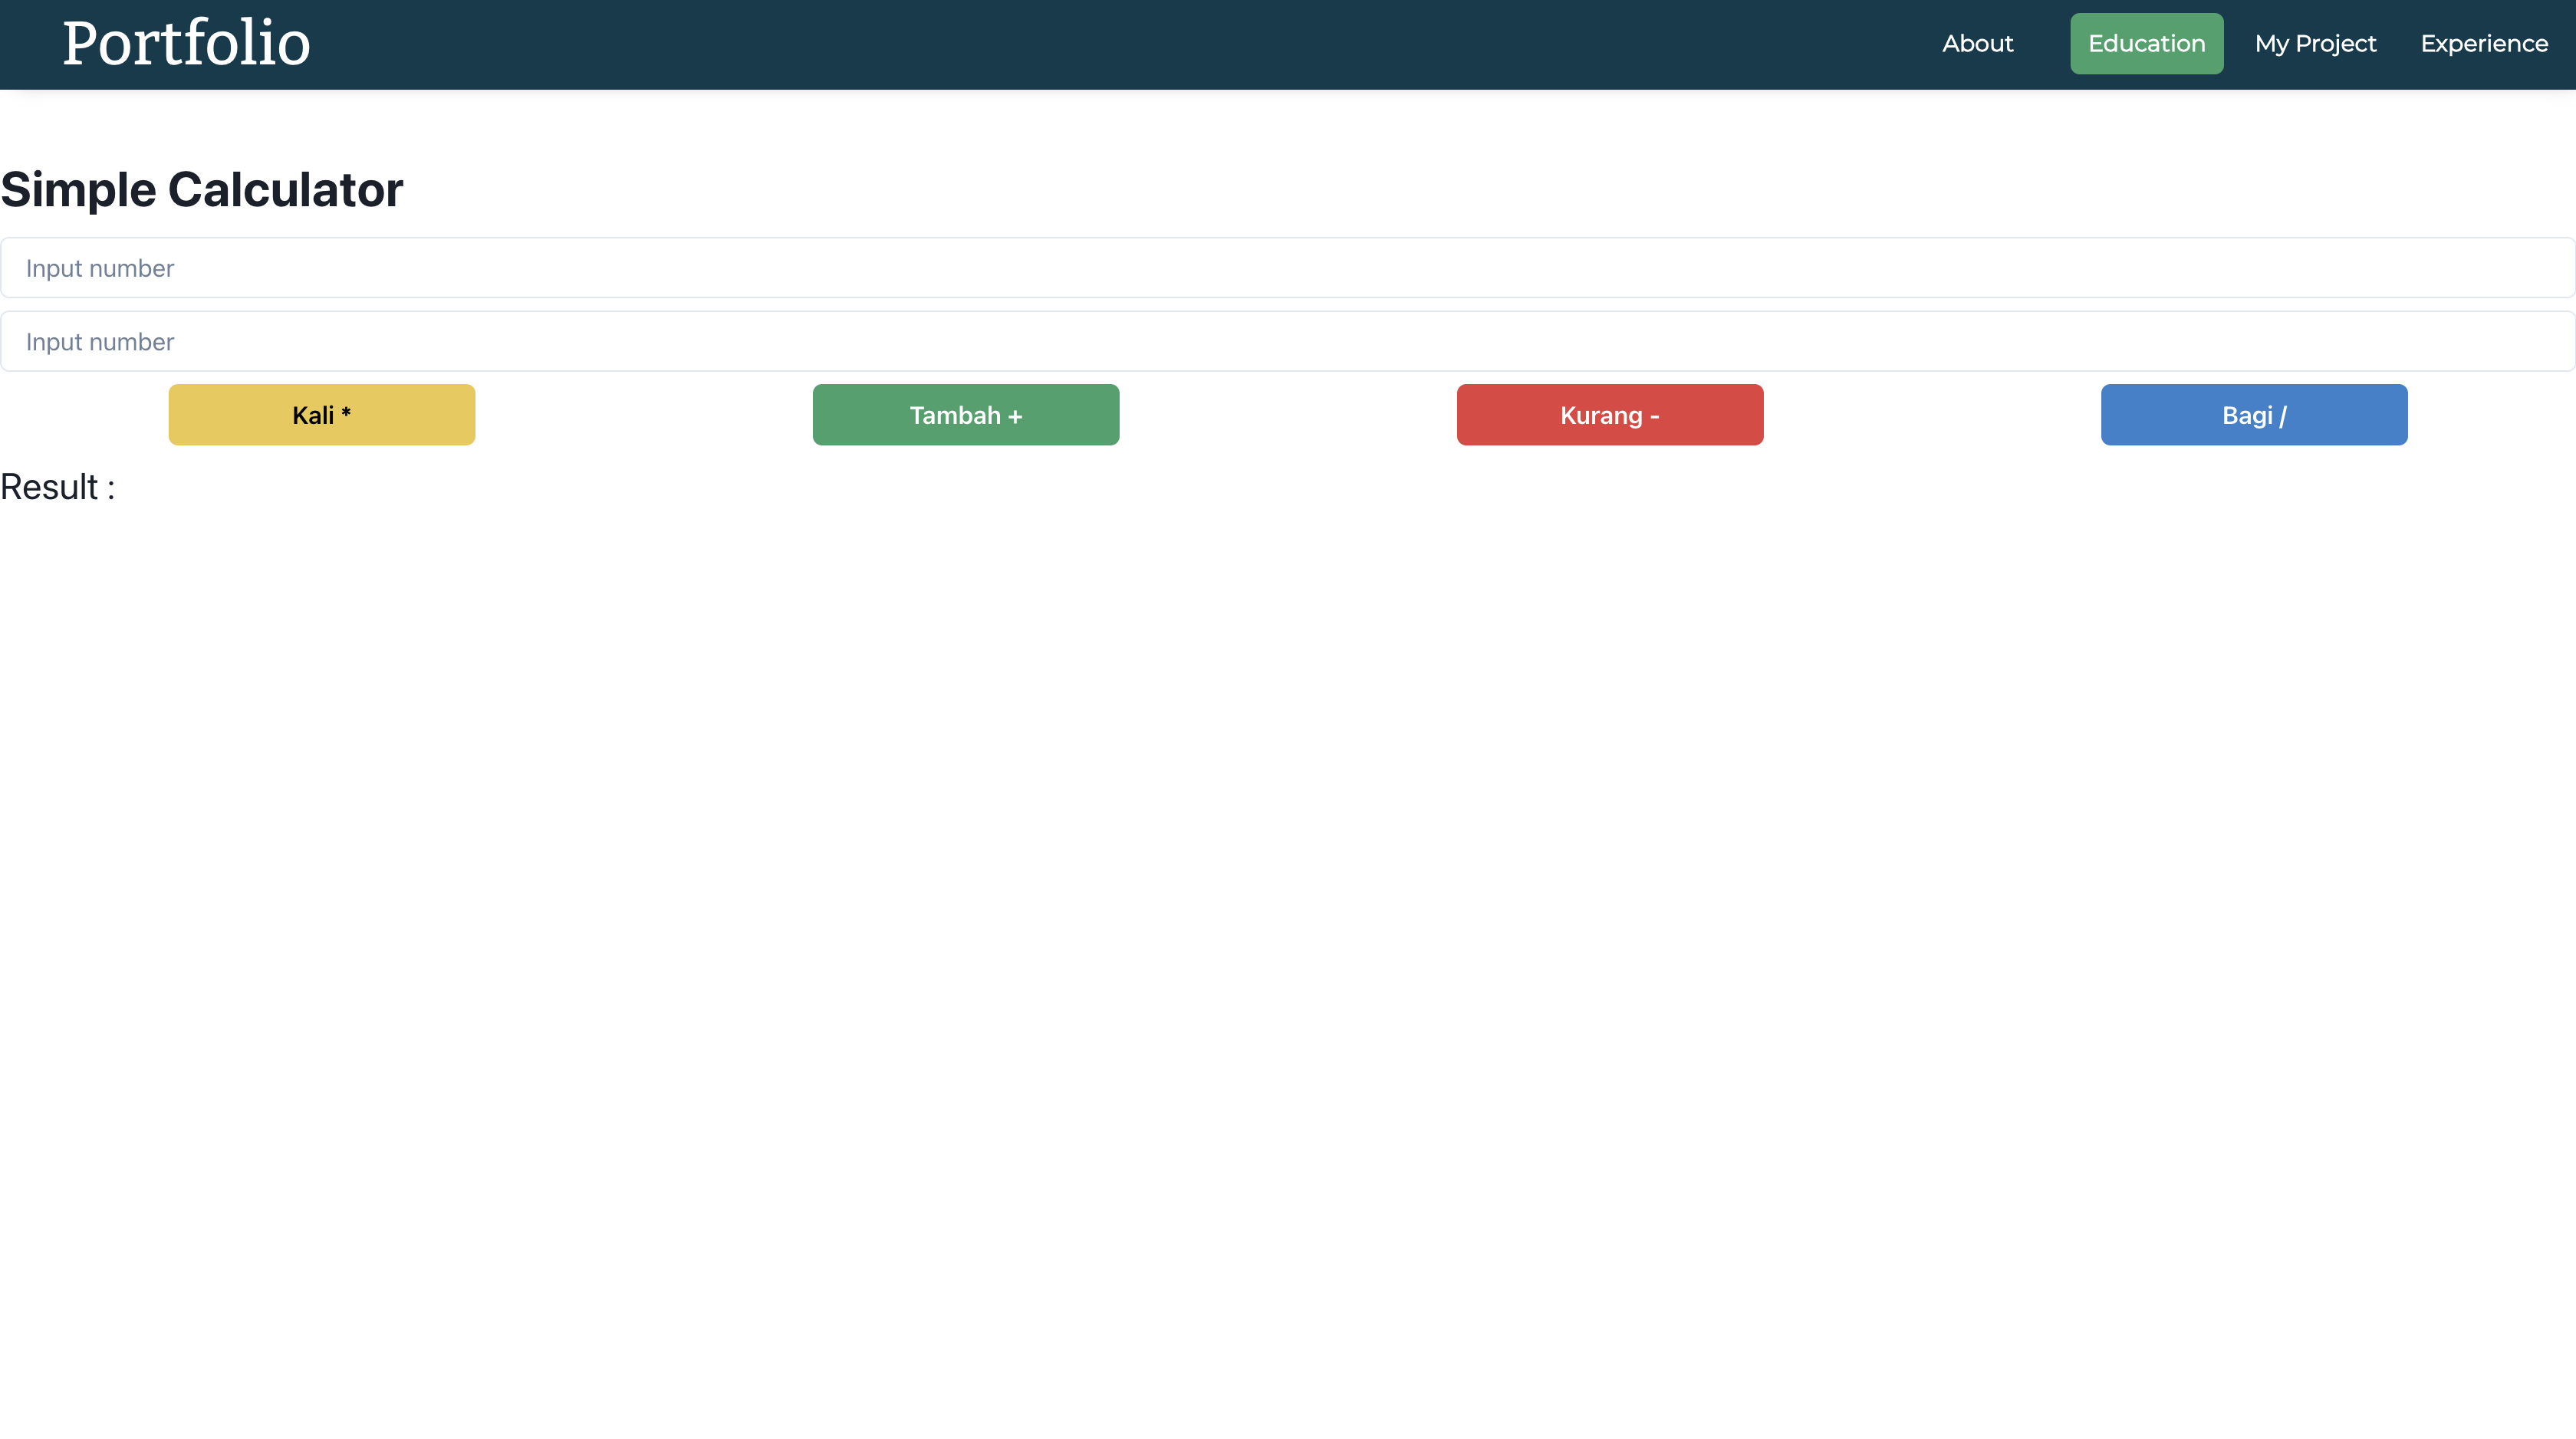 Portfolio About Education My Project Experience
Simple Calculator
Input number
Input number
Kali * Tambah + Kurang - Bagi /
Result :